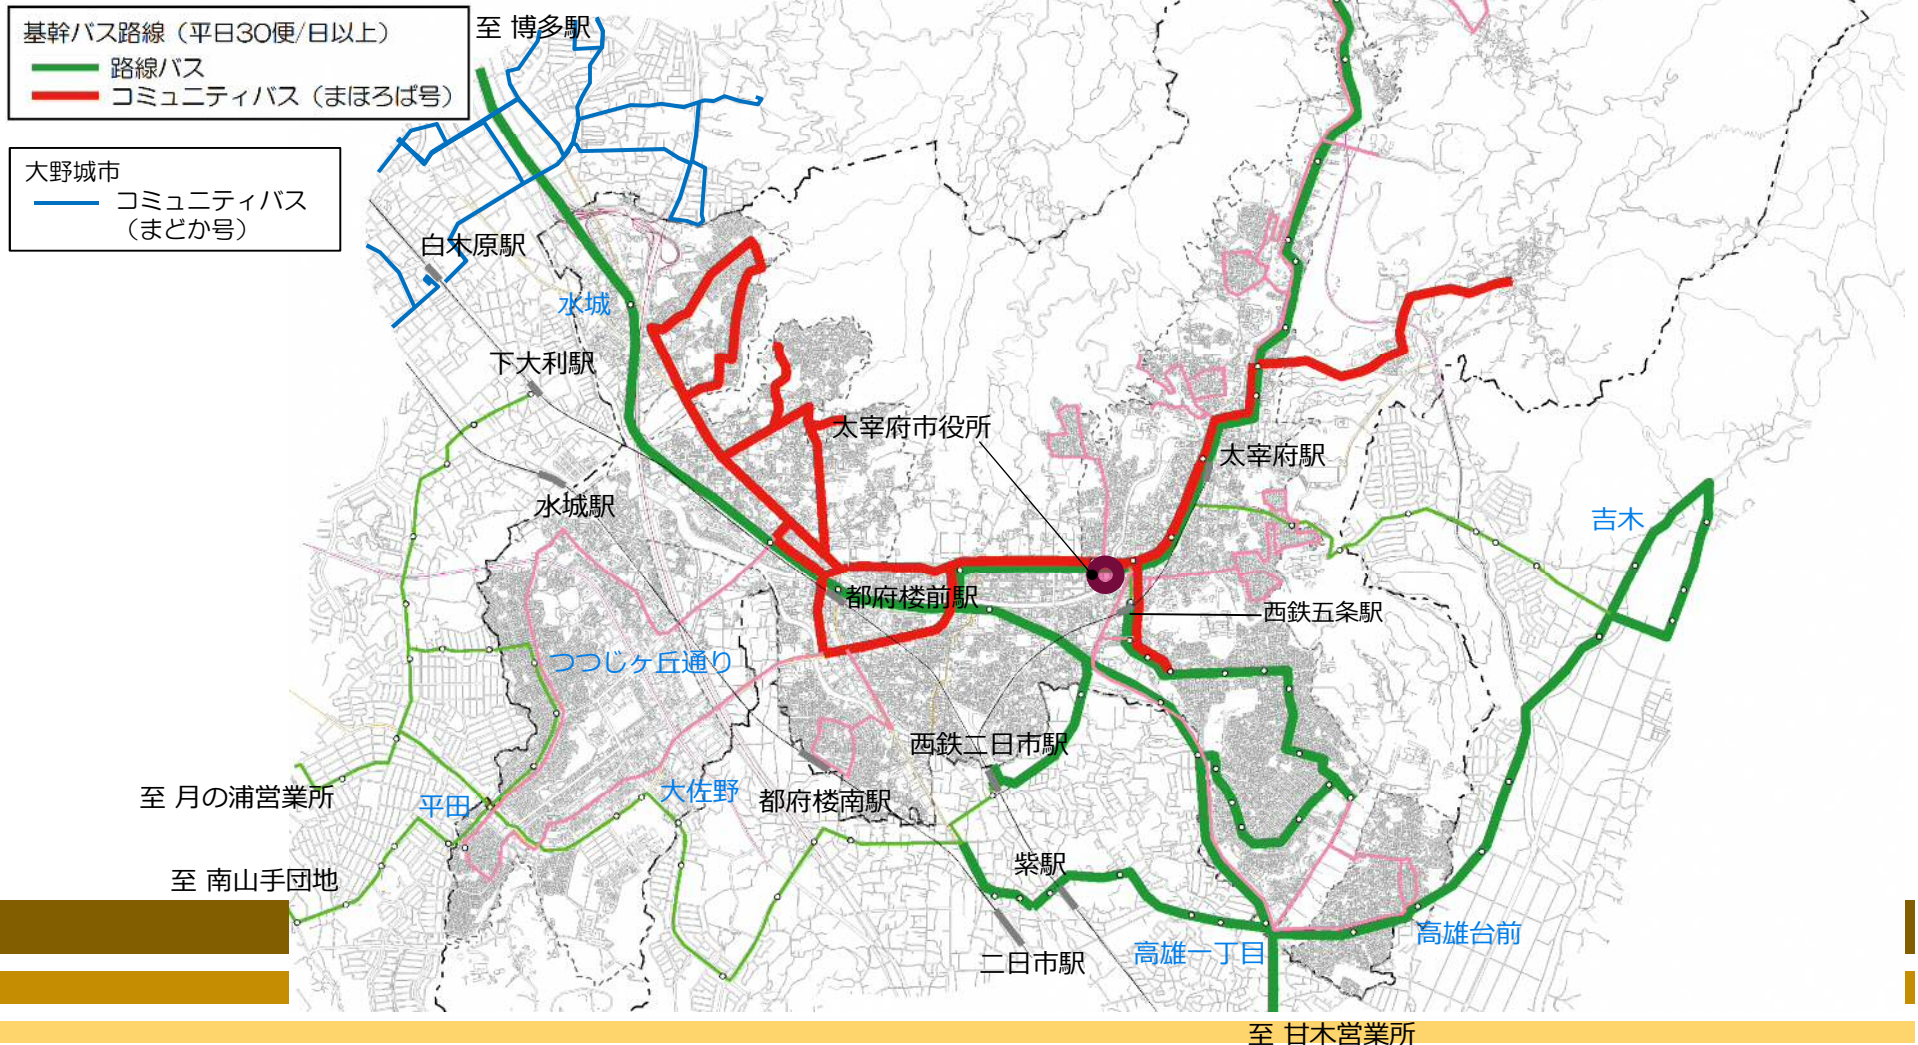 基幹バス路線（平日30便/日以上）
路線バス
コミュニティバス（まほろば号）
大野城市
コミュニティバス
（まどか号）
至 博多駅
白木原駅
水城
下大利駅
太宰府市役所
太宰府駅
水城駅
吉木
都府楼前駅
西鉄五条駅
つつじヶ丘通り
西鉄二日市駅
至 月の浦営業所
平田
大佐野
都府楼南駅
紫駅
至 南山手団地
高雄台前
高雄一丁目
二日市駅
至 甘木営業所